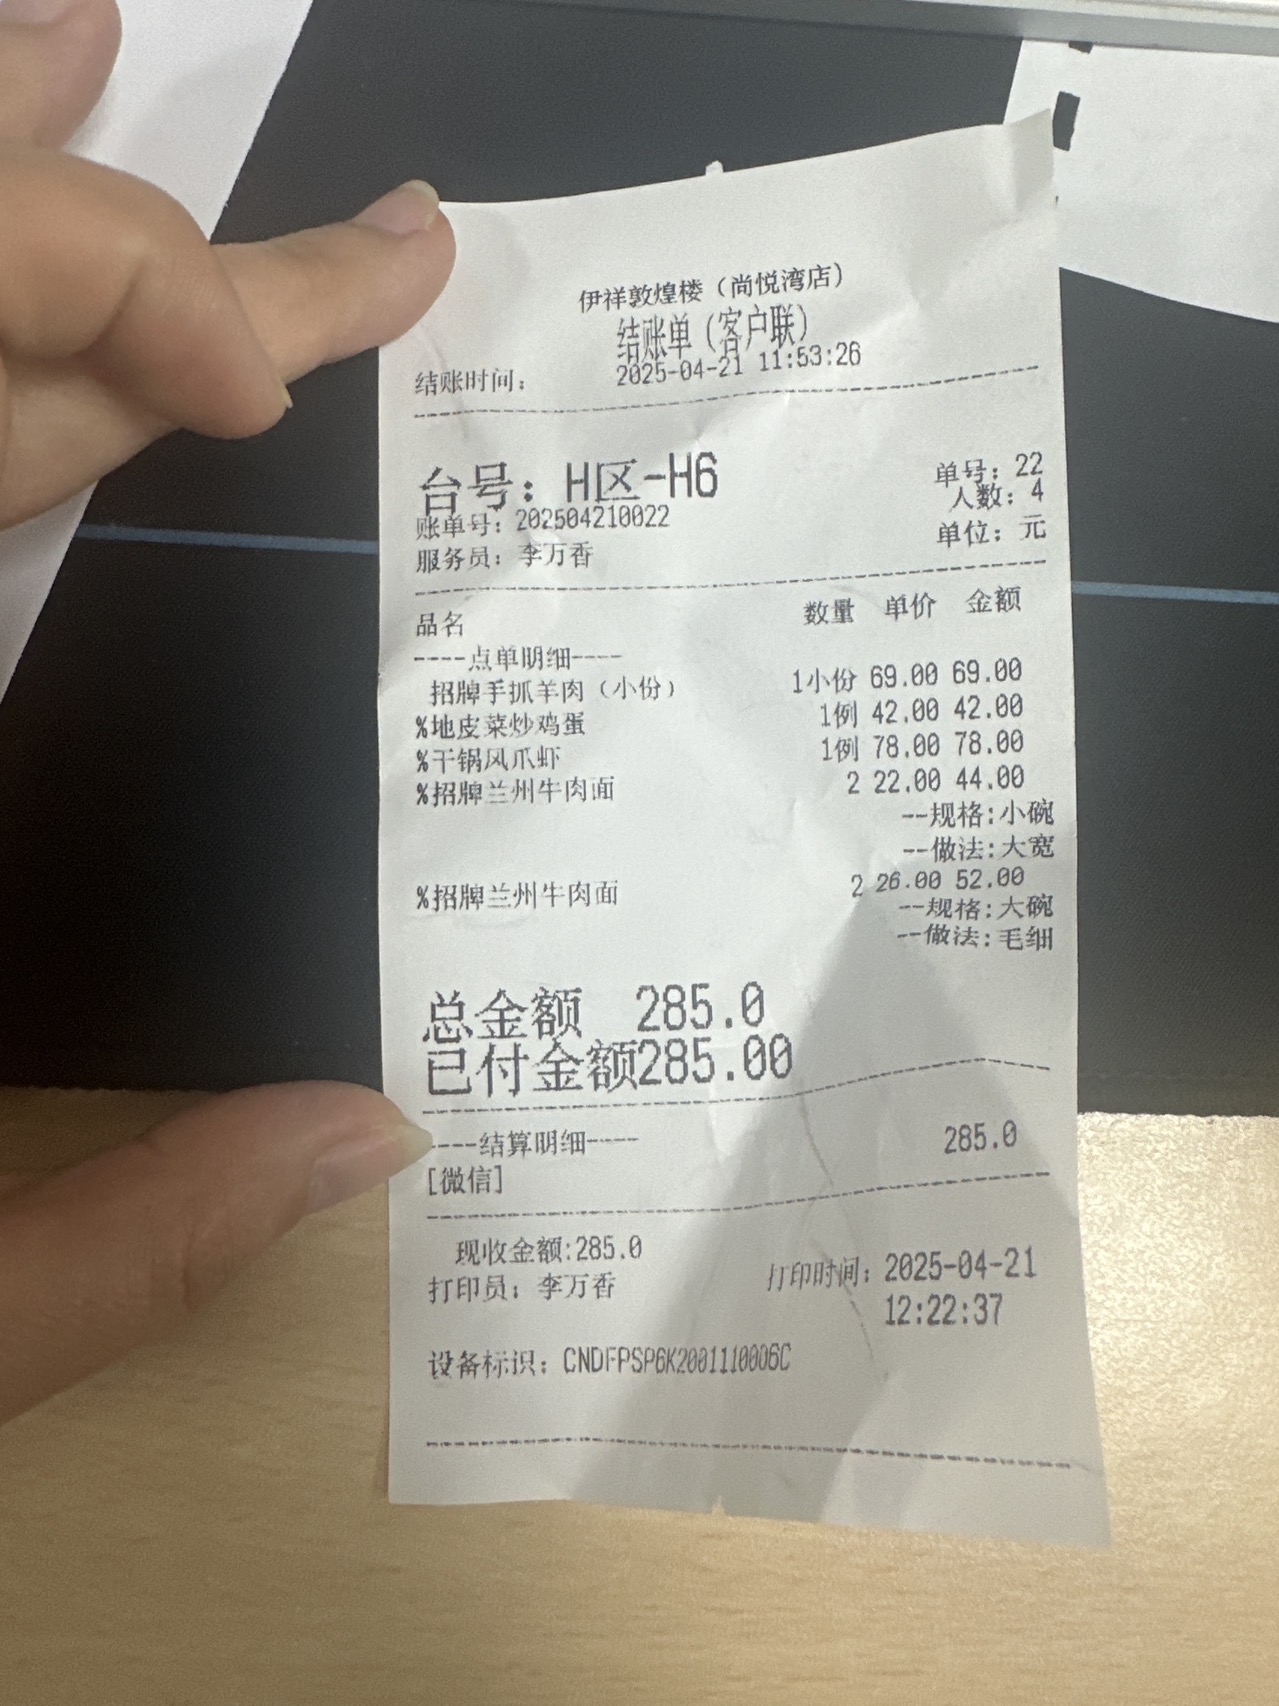 伊祥敦煌楼（尚悦湾店）
结账单（客户联）
结账时间： 2025-04-21 11:53:26
台号：H区-H6 单号：22
人数：4
账单号：202504210022 单位：元
服务员：李万香
品名 数量 单价 金额
----点单明细----
招牌手抓羊肉（小份） 1小份 69.00 69.00
%地皮菜炒鸡蛋 1例 42.00 42.00
%干锅风爪虾 1例 78.00 78.00
%招牌兰州牛肉面 2 22.00 44.00
--规格:小碗
--做法:大宽
%招牌兰州牛肉面 2 26.00 52.00
--规格:大碗
--做法:毛细
总金额 285.0
已付金额285.00
----结算明细----
[微信] 285.0
现收金额:285.0
打印员：李万香 打印时间：2025-04-21
12:22:37
设备标识：CNDFPSP6K2001110006C